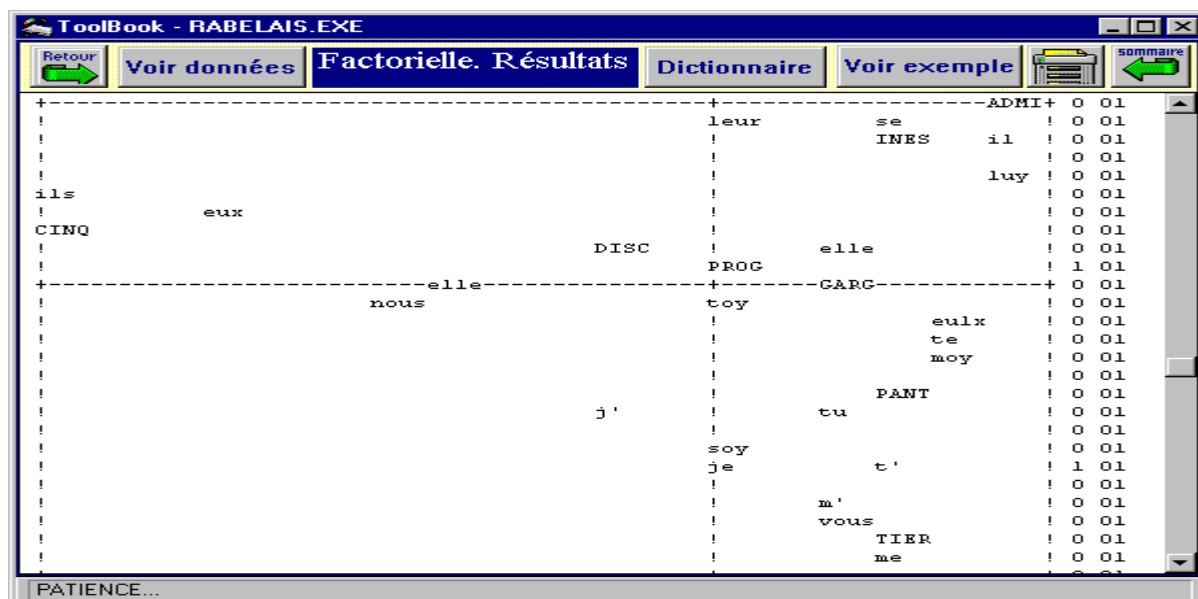 ToolBook - RABELAIS.EXE
Retour Voir données Factorielle. Résultats Dictionnaire Voir exemple sommaire
+------------------------------------------------+-------------------ADMI+ 0 01
! leur se ! 0 01
! ! INES il ! 0 01
! ! ! 0 01
! ! luy ! 0 01
ils ! ! 0 01
! eux ! ! 0 01
CINQ ! ! 0 01
! DISC ! elle ! 0 01
! PROG ! 1 01
+---------------------------elle----------------+-------GARG------------+ 0 01
! nous toy ! 0 01
! ! eulx ! 0 01
! ! te ! 0 01
! ! moy ! 0 01
! ! ! 0 01
! ! PANT ! 0 01
! j' ! tu ! 0 01
! ! ! 0 01
! soy ! 0 01
! je t' ! 1 01
! ! ! 0 01
! ! m' ! 0 01
! ! vous ! 0 01
! ! TIER ! 0 01
! ! me ! 0 01
PATIENCE...